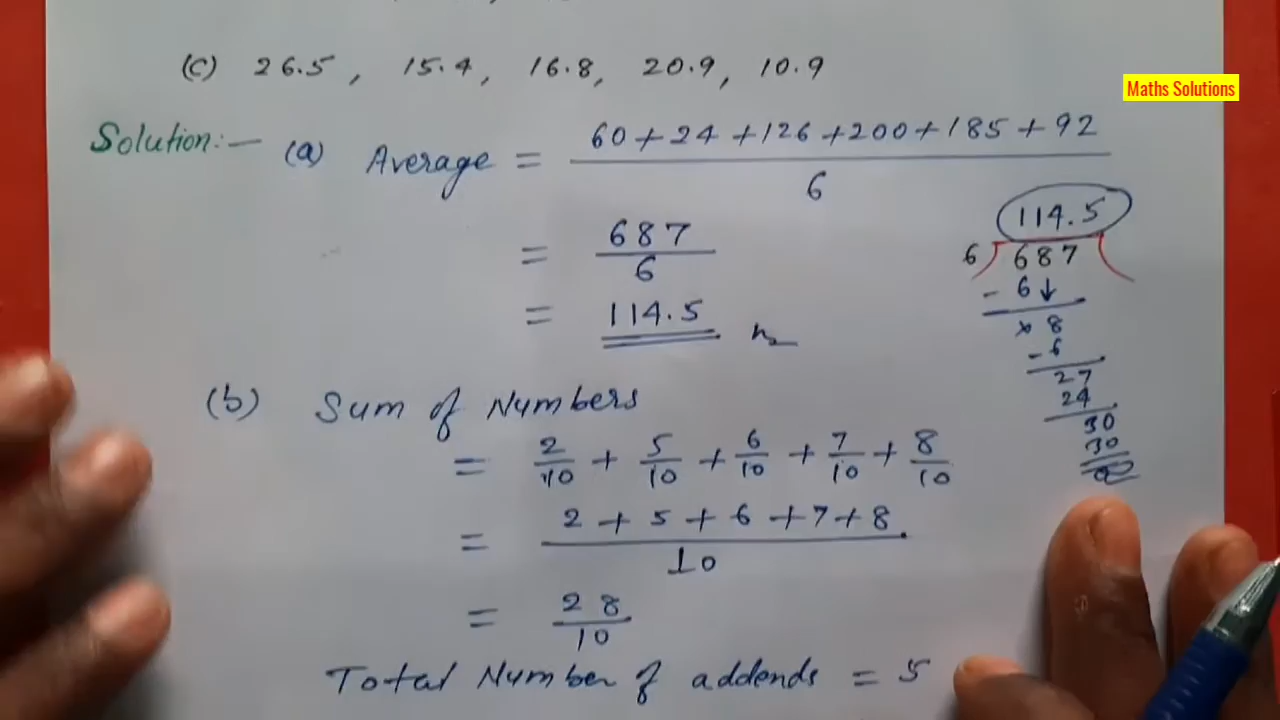 (C) 26.5, 15.4, 16.8, 20.9, 10.9
Maths Solutions
Solution:- (a) Average = 60+24+126+200+185+92
6
= 687
6
= 114.5
114.5
6) 687 (
- 6↓
× 8
- 6
27
24
30
30
0
(b) Sum of Numbers
= 2/10 + 5/10 + 6/10 + 7/10 + 8/10
= 2 + 5 + 6 + 7 + 8
10
= 28
10
Total Number of addends = 5